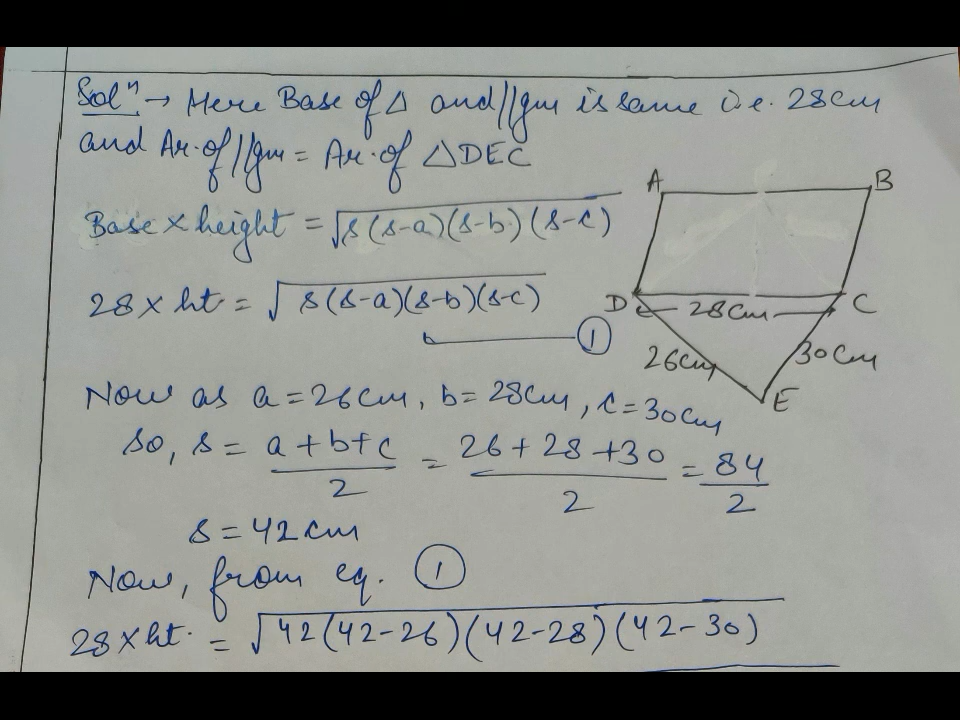 Solⁿ → Here Base of △ and //gm is same i.e. 28cm
and Ar.of //gm = Ar.of △DEC
A B
Base × height = √s(s-a)(s-b)(s-c)
28 × ht. = √s(s-a)(s-b)(s-c)
①
D 28cm C
26cm 30cm
E
Now as a = 26cm, b = 28cm, c = 30cm
so, s = a+b+c/2 = 26+28+30/2 = 84/2
s = 42cm
Now, from eq. ①
28×ht. = √42(42-26)(42-28)(42-30)